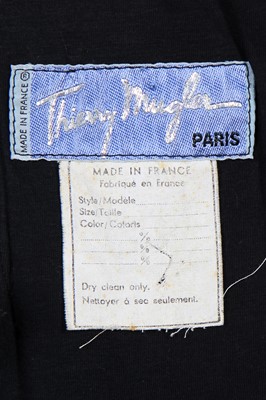 MADE IN FRANCE®
Thierry Mugler
PARIS
MADE IN FRANCE
Fabriqué en France
Style/Modele
Size/Taille
Color/Coloris
%
%
%
Dry clean only.
Nettoyer à sec seulement.